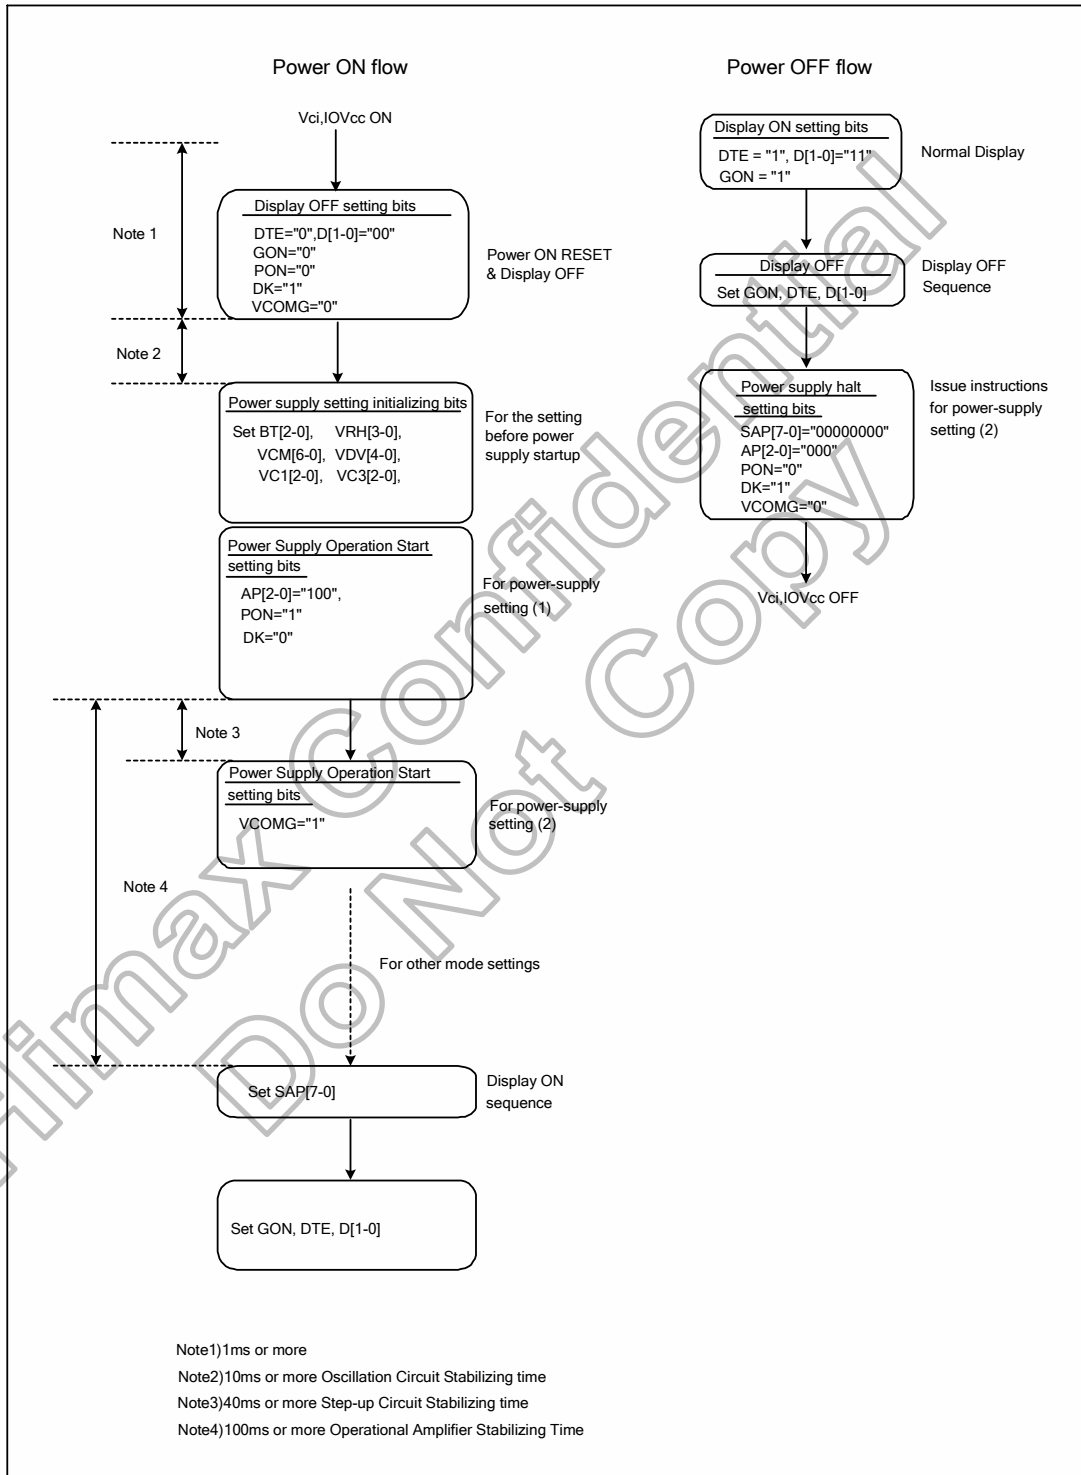 Power ON flow
Vci,IOVcc ON
Note 1
Display OFF setting bits
DTE="0",D[1-0]="00"
GON="0"
PON="0"
DK="1"
VCOMG="0"
Power ON RESET
& Display OFF
Note 2
Power supply setting initializing bits
Set BT[2-0], VRH[3-0],
VCM[6-0], VDV[4-0],
VC1[2-0], VC3[2-0],
For the setting
before power
supply startup
Power Supply Operation Start
setting bits
AP[2-0]="100",
PON="1"
DK="0"
For power-supply
setting (1)
Note 3
Power Supply Operation Start
setting bits
VCOMG="1"
For power-supply
setting (2)
Note 4
For other mode settings
Set SAP[7-0]
Display ON
sequence
Set GON, DTE, D[1-0]
Power OFF flow
Display ON setting bits
DTE = "1", D[1-0]="11"
GON = "1"
Normal Display
Display OFF
Set GON, DTE, D[1-0]
Display OFF
Sequence
Power supply halt
setting bits
SAP[7-0]="00000000"
AP[2-0]="000"
PON="0"
DK="1"
VCOMG="0"
Issue instructions
for power-supply
setting (2)
Vci,IOVcc OFF
Note1)1ms or more
Note2)10ms or more Oscillation Circuit Stabilizing time
Note3)40ms or more Step-up Circuit Stabilizing time
Note4)100ms or more Operational Amplifier Stabilizing Time
Himax Confidential
Do Not Copy